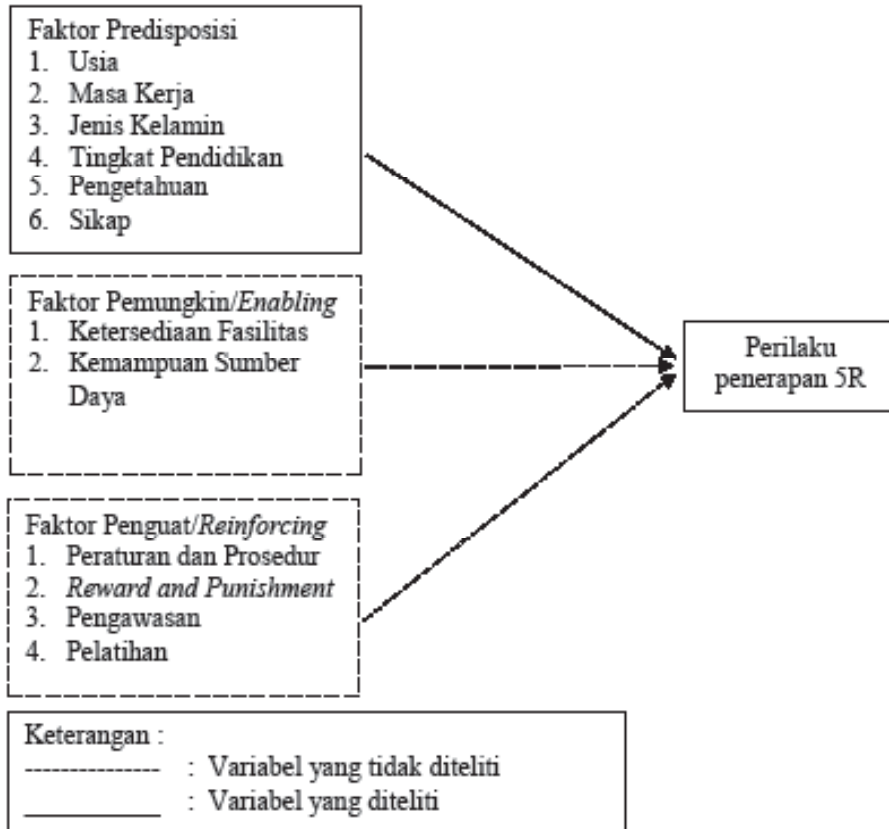 Faktor Predisposisi
1. Usia
2. Masa Kerja
3. Jenis Kelamin
4. Tingkat Pendidikan
5. Pengetahuan
6. Sikap
Faktor Pemungkin/Enabling
1. Ketersediaan Fasilitas
2. Kemampuan Sumber
Daya
Faktor Penguat/Reinforcing
1. Peraturan dan Prosedur
2. Reward and Punishment
3. Pengawasan
4. Pelatihan
Perilaku
penerapan 5R
Keterangan :
--------------- : Variabel yang tidak diteliti
___________ : Variabel yang diteliti